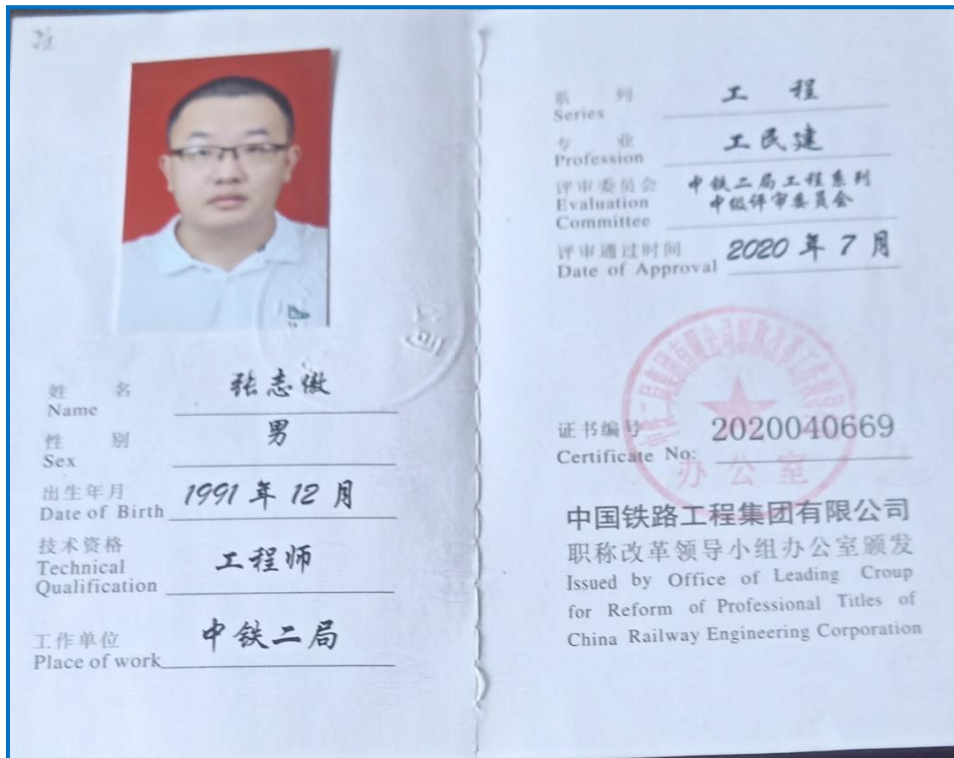 姓名 张志微
Name
性别 男
Sex
出生年月 1991年12月
Date of Birth
技术资格 工程师
Technical
Qualification
工作单位 中铁二局
Place of work
系列 工程
Series
专业 工民建
Profession
评审委员会 中铁二局工程系列
Evaluation 中级评审委员会
Committee
评审通过时间 2020年7月
Date of Approval
证书编号 2020040669
Certificate No:
办公室
中国铁路工程集团有限公司
职称改革领导小组办公室颁发
Issued by Office of Leading Croup
for Reform of Professional Titles of
China Railway Engineering Corporation